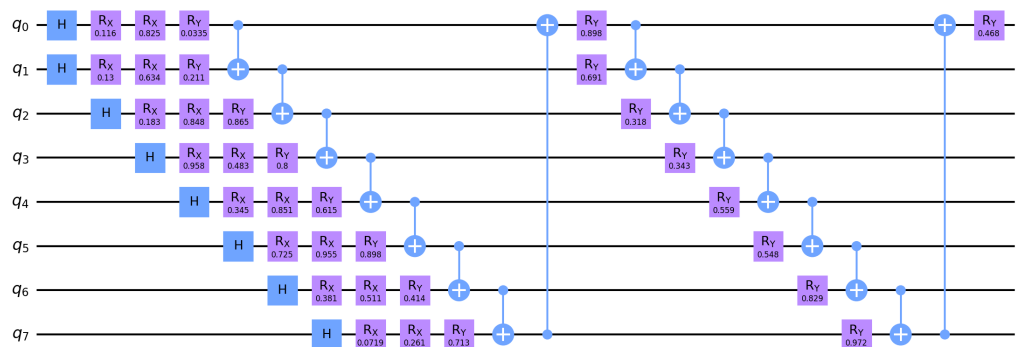 q0 H RX 0.116 RX 0.825 RY 0.0335 RY 0.898 RY 0.468
q1 H RX 0.13 RX 0.634 RY 0.211 RY 0.691
q2 H RX 0.183 RX 0.848 RY 0.865 RY 0.318
q3 H RX 0.958 RX 0.483 RY 0.8 RY 0.343
q4 H RX 0.345 RX 0.851 RY 0.615 RY 0.559
q5 H RX 0.725 RX 0.955 RY 0.898 RY 0.548
q6 H RX 0.381 RX 0.511 RY 0.414 RY 0.829
q7 H RX 0.0719 RX 0.261 RY 0.713 RY 0.972